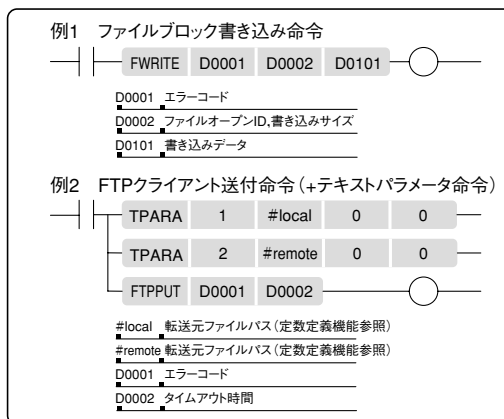 例1 ファイルブロック書き込み命令
FWRITE D0001 D0002 D0101
D0001 エラーコード
D0002 ファイルオープンID,書き込みサイズ
D0101 書き込みデータ
例2 FTPクライアント送付命令（+テキストパラメータ命令）
TPARA 1 #local 0 0
TPARA 2 #remote 0 0
FTPPUT D0001 D0002
#local 転送元ファイルパス（定数定義機能参照）
#remote 転送元ファイルパス（定数定義機能参照）
D0001 エラーコード
D0002 タイムアウト時間